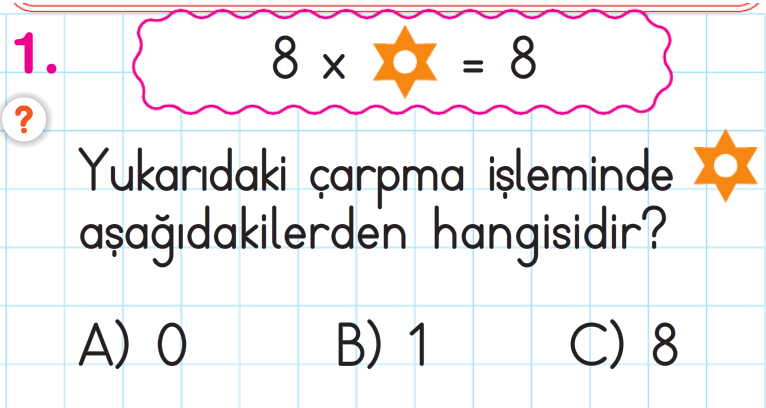 1.
8 x = 8
?
Yukarıdaki çarpma işleminde
aşağıdakilerden hangisidir?
A) 0 B) 1 C) 8